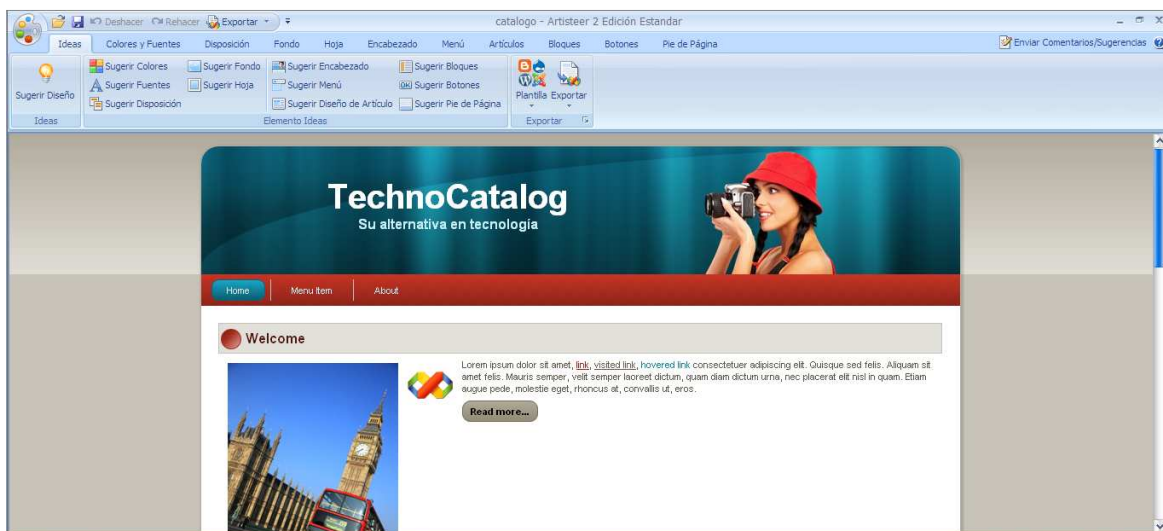 Deshacer Rehacer Exportar catalogo - Artisteer 2 Edición Estandar
Ideas Colores y Fuentes Disposición Fondo Hoja Encabezado Menú Artículos Bloques Botones Pie de Página Enviar Comentarios/Sugerencias
Sugerir Colores Sugerir Fondo Sugerir Encabezado Sugerir Bloques
Sugerir Fuentes Sugerir Hoja Sugerir Menú Sugerir Botones
Sugerir Diseño Plantilla Exportar
Sugerir Disposición Sugerir Diseño de Artículo Sugerir Pie de Página
Ideas Elemento Ideas Exportar
TechnoCatalog
Su alternativa en tecnología
Home Menu Item About
Welcome
Lorem ipsum dolor sit amet, link, visited link, hovered link consectetuer adipiscing elit. Quisque sed felis. Aliquam sit
amet felis. Mauris semper, velit semper laoreet dictum, quam diam dictum urna, nec placerat elit nisl in quam. Etiam
augue pede, molestie eget, rhoncus at, convallis ut, eros.
Read more...